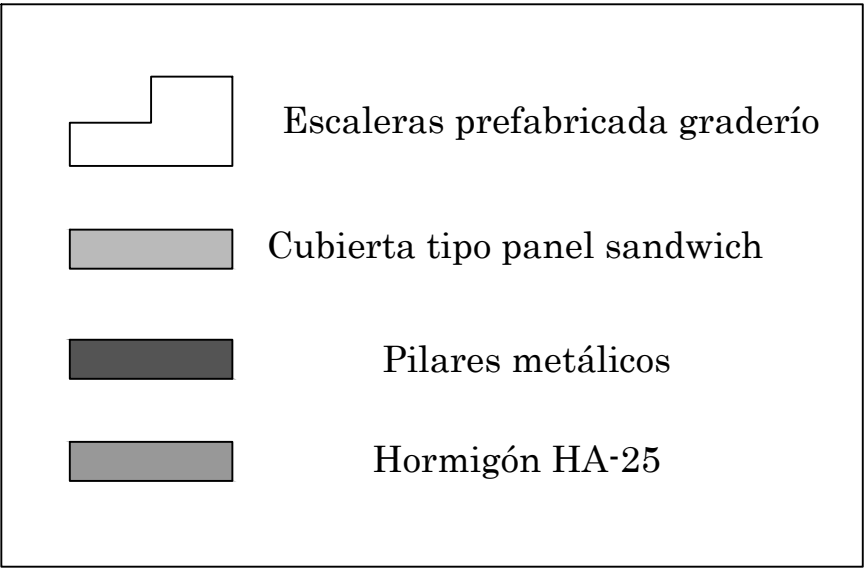 Escaleras prefabricada graderío
Cubierta tipo panel sandwich
Pilares metálicos
Hormigón HA-25